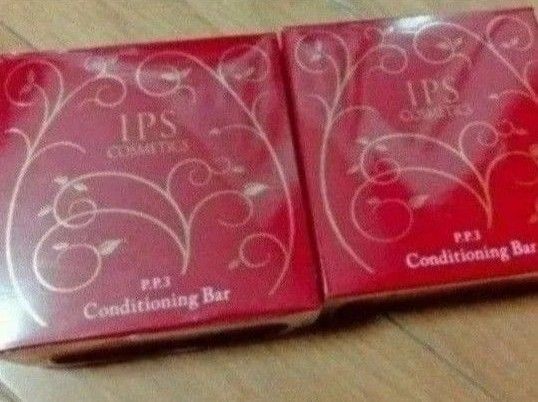 IPS
COSMETICS
P.P.3
Conditioning Bar
IPS
COSMETICS
P.P.3
Conditioning Bar